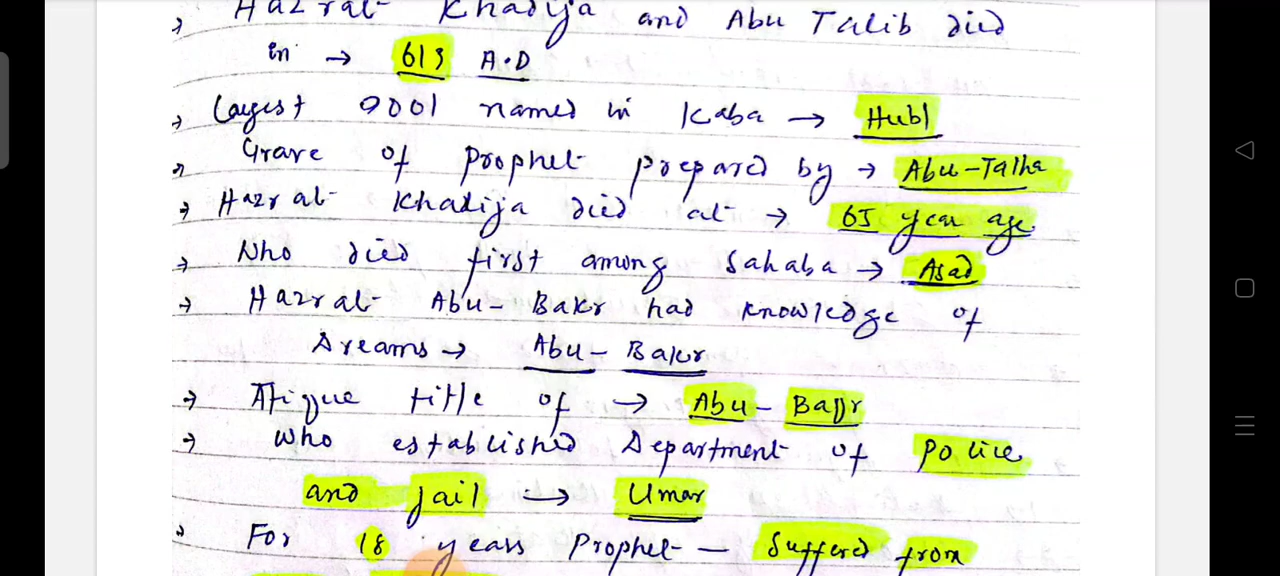 → Hazrat Khadija and Abu Talib died
in → 613 A.D
→ Largest idol named in Kaba → Hubl
→ Grave of Prophet prepared by → Abu-Talha
→ Hazrat Khadija died at → 65 year age
→ Who died first among Sahaba → Asad
→ Hazrat Abu-Bakr had knowledge of
Dreams → Abu-Bakr
→ Atique title of → Abu-Bakr
→ Who established Department of Police
and jail → Umar
→ For 18 years Prophet - Suffered from